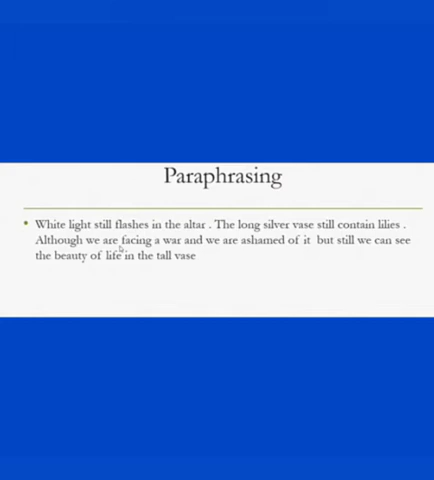 Paraphrasing
• White light still flashes in the altar . The long silver vase still contain lilies .
Although we are facing a war and we are ashamed of it but still we can see
the beauty of life in the tall vase